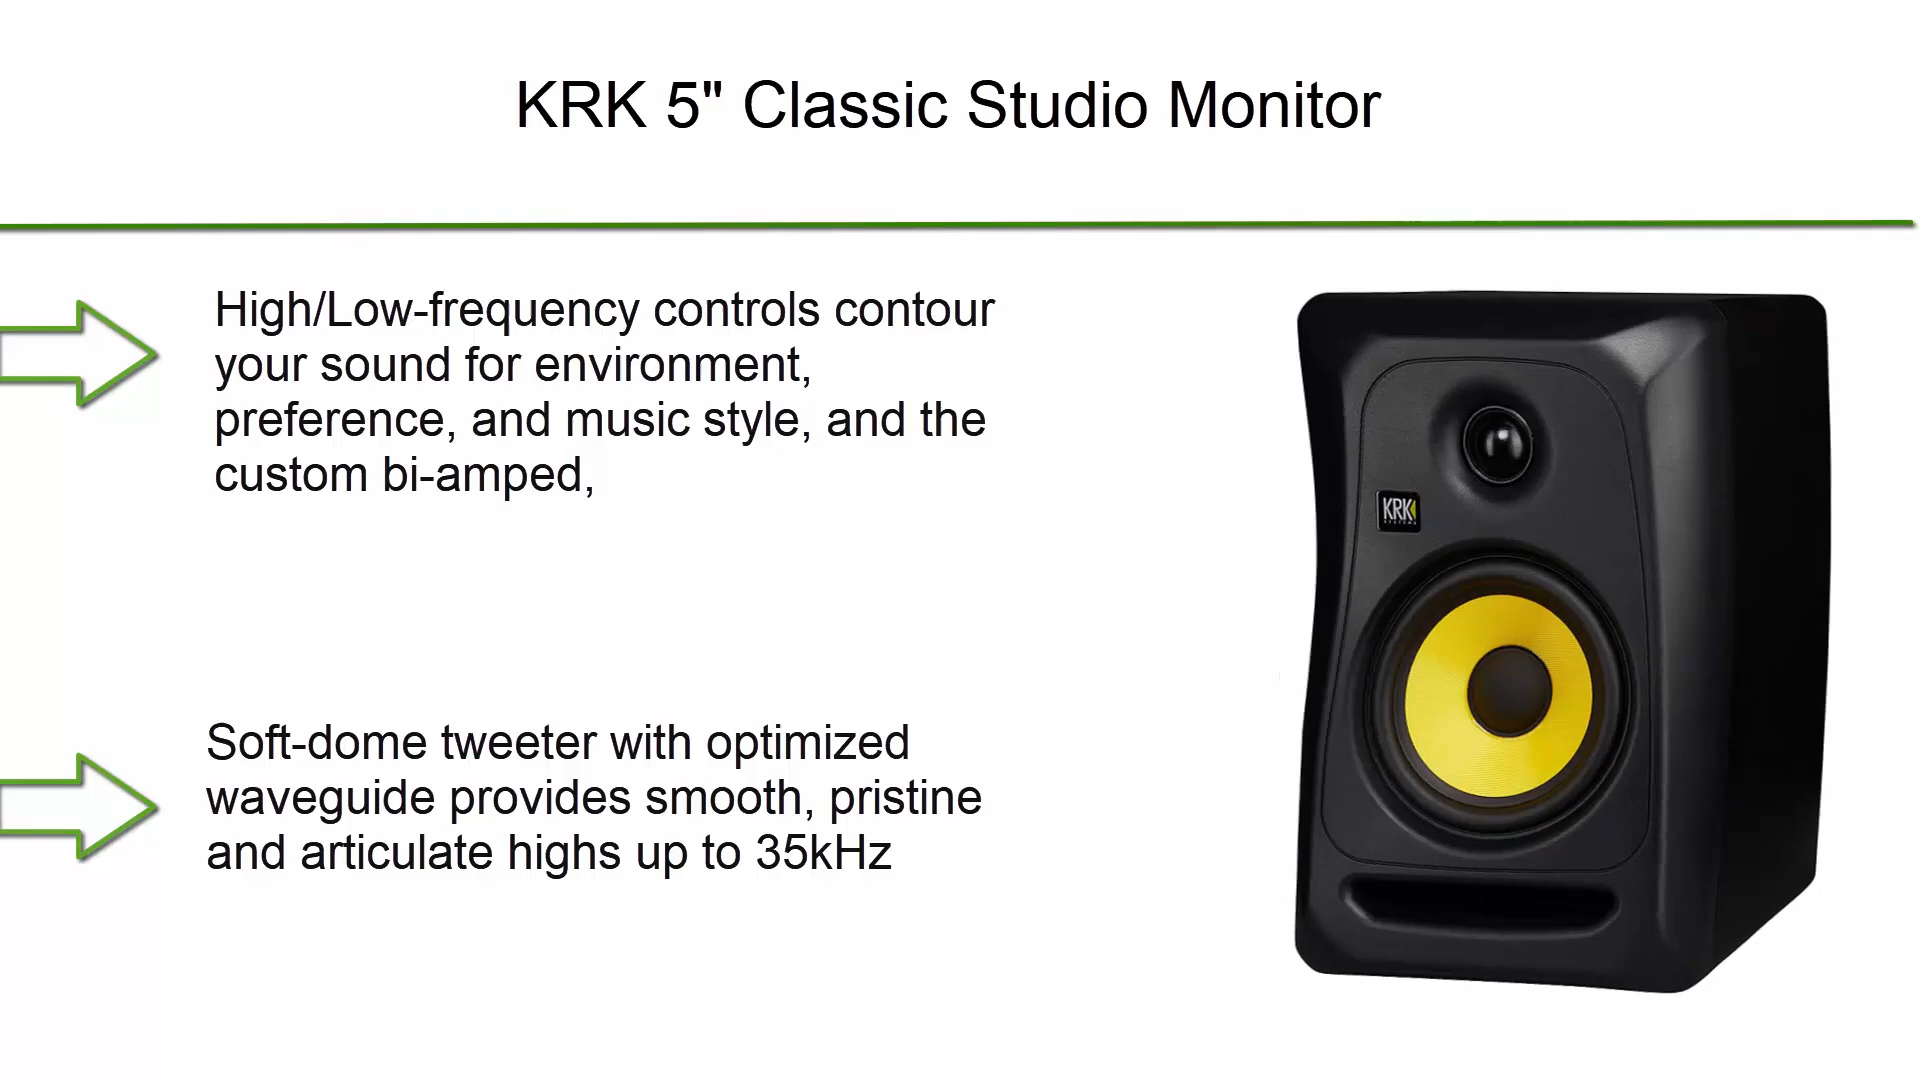 KRK 5" Classic Studio Monitor
High/Low-frequency controls contour
your sound for environment,
preference, and music style, and the
custom bi-amped,
KRK
SYSTEMS
Soft-dome tweeter with optimized
waveguide provides smooth, pristine
and articulate highs up to 35kHz